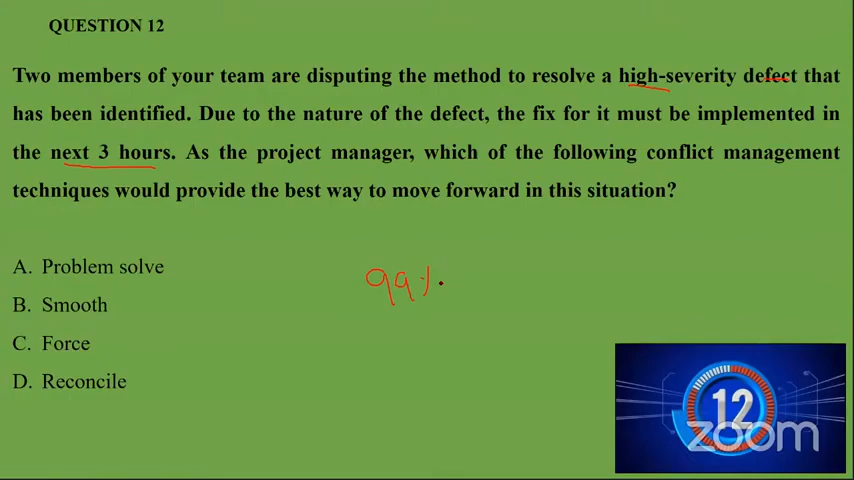 QUESTION 12
Two members of your team are disputing the method to resolve a high-severity defect that
has been identified. Due to the nature of the defect, the fix for it must be implemented in
the next 3 hours. As the project manager, which of the following conflict management
techniques would provide the best way to move forward in this situation?
A. Problem solve
B. Smooth
C. Force
D. Reconcile
99%
12
zoom